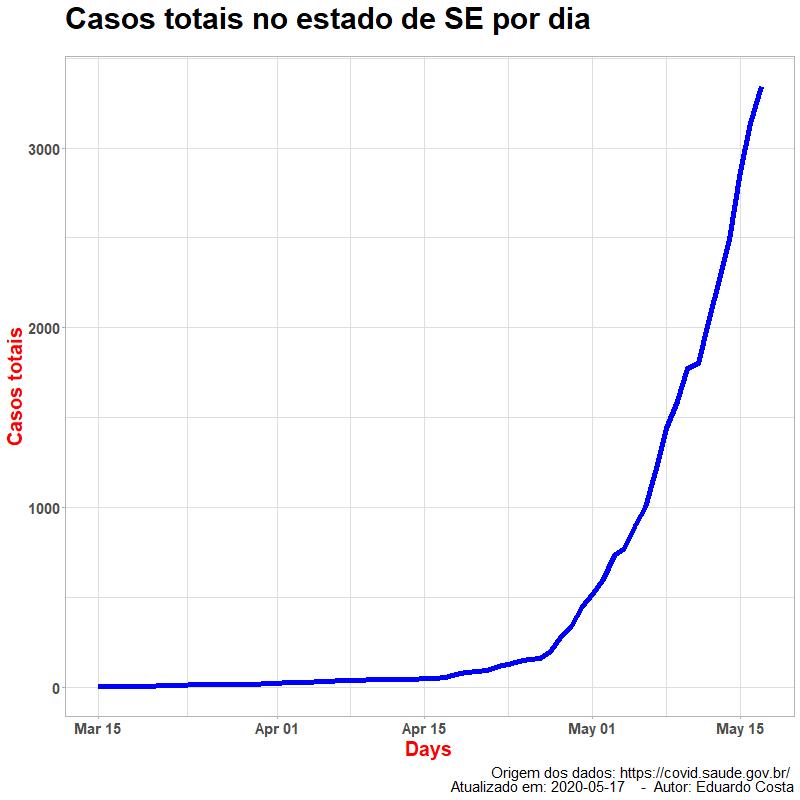 Casos totais no estado de SE por dia
Casos totais
3000
2000
1000
0
Mar 15 Apr 01 Apr 15 May 01 May 15
Days
Origem dos dados: https://covid.saude.gov.br/
Atualizado em: 2020-05-17 - Autor: Eduardo Costa